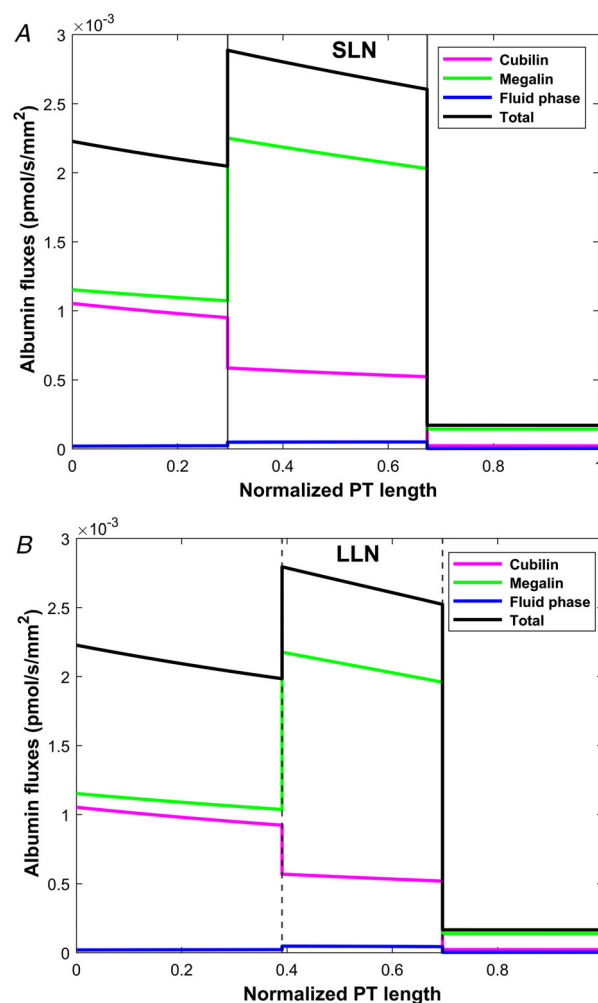 A
×10⁻³
SLN
Cubilin
Megalin
Fluid phase
Total
3
2.5
2
1.5
1
0.5
0
Albumin fluxes (pmol/s/mm²)
0 0.2 0.4 0.6 0.8 1
Normalized PT length
B
×10⁻³
LLN
Cubilin
Megalin
Fluid phase
Total
3
2.5
2
1.5
1
0.5
0
Albumin fluxes (pmol/s/mm²)
0 0.2 0.4 0.6 0.8
Normalized PT length